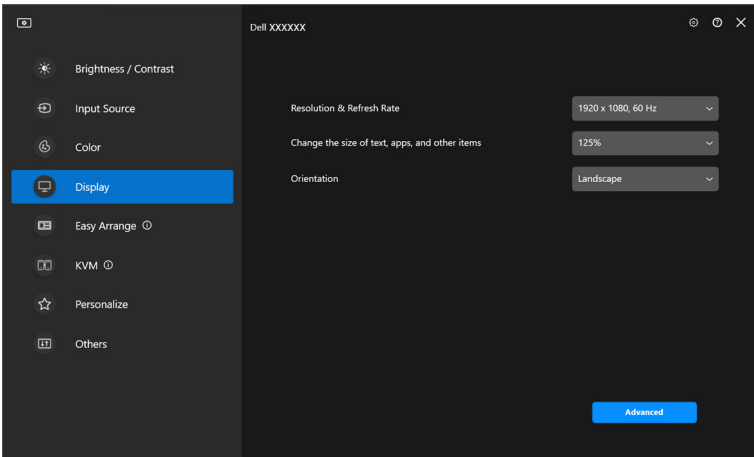 Dell XXXXXX
Brightness / Contrast
Input Source
Color
Display
Easy Arrange
KVM
Personalize
Others
Resolution & Refresh Rate
1920 x 1080, 60 Hz
Change the size of text, apps, and other items
125%
Orientation
Landscape
Advanced